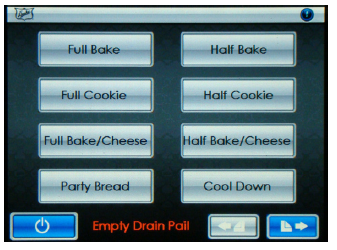 Full Bake
Half Bake
Full Cookie
Half Cookie
Full Bake/Cheese
Half Bake/Cheese
Party Bread
Cool Down
Empty Drain Pail